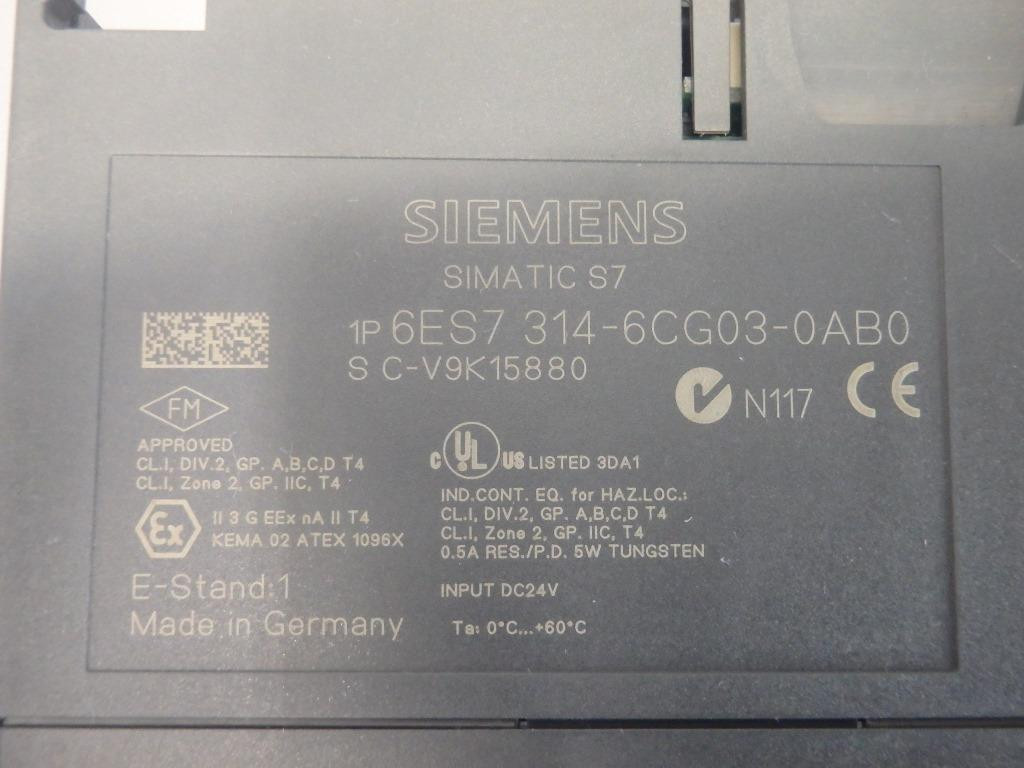 SIEMENS
SIMATIC S7
1P 6ES7 314-6CG03-0AB0
S C-V9K15880
N117 CE
FM
APPROVED
CL.I, DIV.2, GP. A,B,C,D T4
CL.I, Zone 2, GP. IIC, T4
Ex II 3 G EEx nA II T4
KEMA 02 ATEX 1096X
E-Stand:1
Made in Germany
c UL US LISTED 3DA1
IND.CONT. EQ. for HAZ.LOC.:
CL.I, DIV.2, GP. A,B,C,D T4
CL.I, Zone 2, GP. IIC, T4
0.5A RES./P.D. 5W TUNGSTEN
INPUT DC24V
Ta: 0°C...+60°C